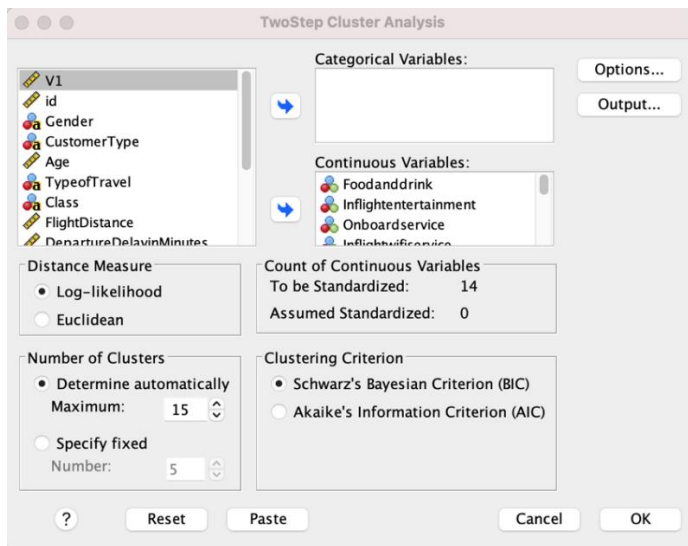 TwoStep Cluster Analysis
V1
id
Gender
CustomerType
Age
TypeofTravel
Class
FlightDistance
DepartureDelayinMinutes
Categorical Variables:
Continuous Variables:
Foodanddrink
Inflightentertainment
Onboardservice
Inflightwifiservice
Options...
Output...
Distance Measure
Log-likelihood
Euclidean
Count of Continuous Variables
To be Standardized: 14
Assumed Standardized: 0
Number of Clusters
Determine automatically
Maximum: 15
Specify fixed
Number: 5
Clustering Criterion
Schwarz's Bayesian Criterion (BIC)
Akaike's Information Criterion (AIC)
? Reset Paste Cancel OK